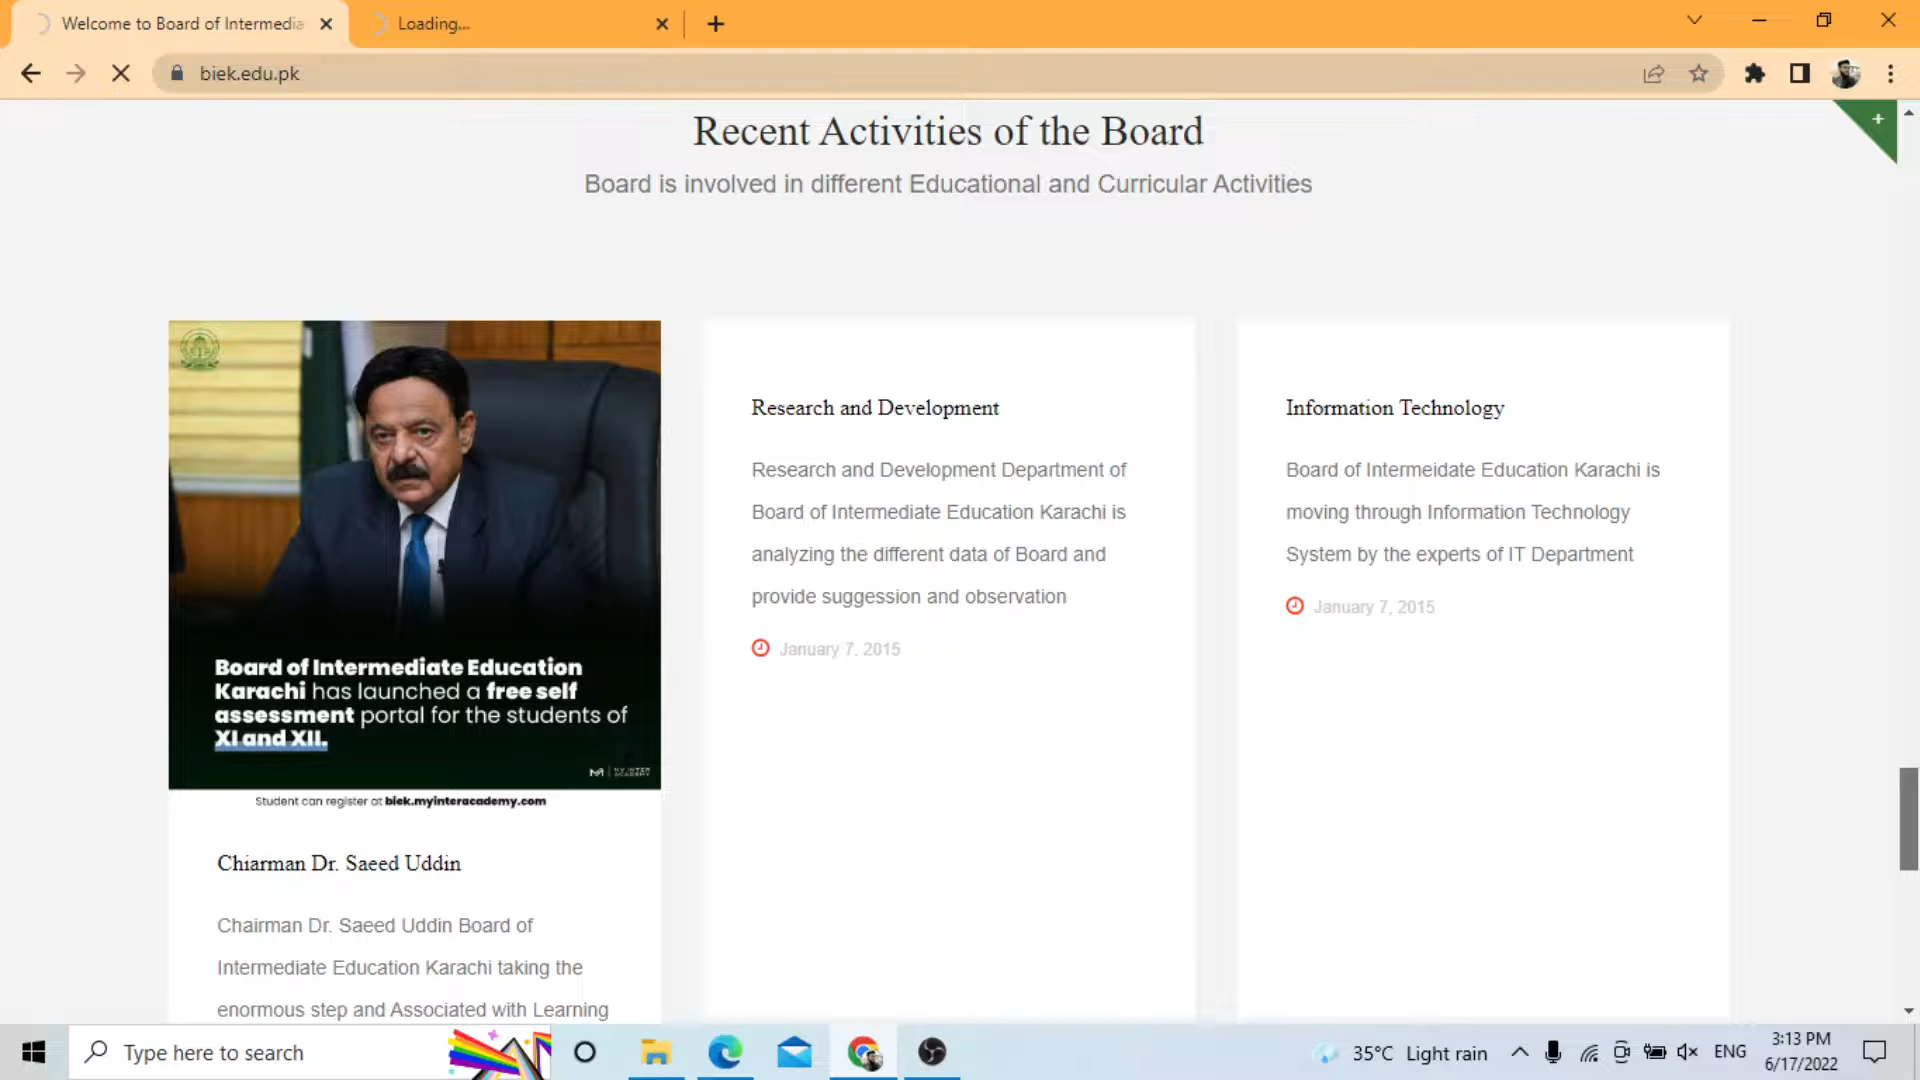 Welcome to Board of Intermedia
Loading...
biek.edu.pk
Recent Activities of the Board
Board is involved in different Educational and Curricular Activities
Board of Intermediate Education
Karachi has launched a free self
assessment portal for the students of
XI and XII.
MY INTER
ACADEMY
Student can register at biek.myinteracademy.com
Chiarman Dr. Saeed Uddin
Chairman Dr. Saeed Uddin Board of
Intermediate Education Karachi taking the
enormous step and Associated with Learning
Research and Development
Research and Development Department of
Board of Intermediate Education Karachi is
analyzing the different data of Board and
provide suggession and observation
January 7, 2015
Information Technology
Board of Intermeidate Education Karachi is
moving through Information Technology
System by the experts of IT Department
January 7, 2015
Type here to search
35°C Light rain
ENG
3:13 PM
6/17/2022